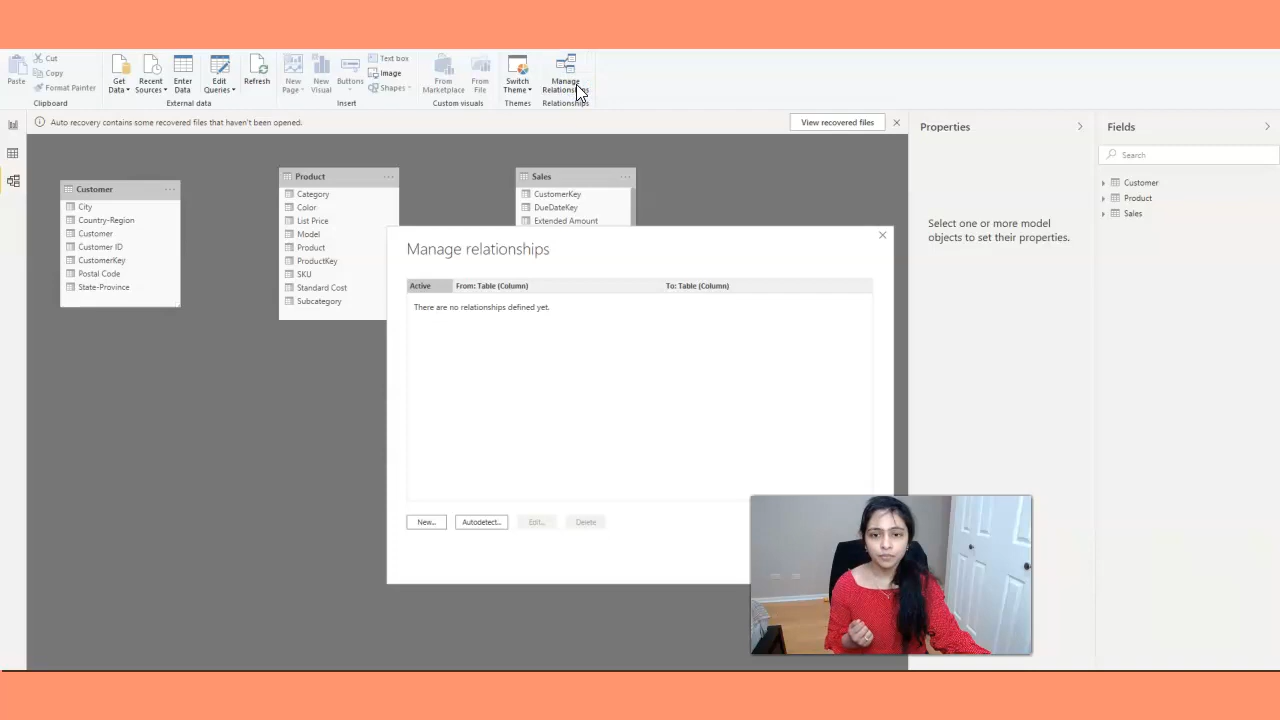 Cut
Copy
Format Painter
Paste
Clipboard
Get Data
Recent Sources
Enter Data
Edit Queries
Refresh
External data
New Page
New Visual
Buttons
Text box
Image
Shapes
Insert
From Marketplace
From File
Custom visuals
Switch Theme
Themes
Manage Relationships
Relationships
Auto recovery contains some recovered files that haven't been opened.
View recovered files
Properties
Select one or more model
objects to set their properties.
Fields
Search
Customer
Product
Sales
Customer
City
Country-Region
Customer
Customer ID
CustomerKey
Postal Code
State-Province
Product
Category
Color
List Price
Model
Product
ProductKey
SKU
Standard Cost
Subcategory
Sales
CustomerKey
DueDateKey
Extended Amount
Manage relationships
Active From: Table (Column) To: Table (Column)
There are no relationships defined yet.
New... Autodetect... Edit... Delete